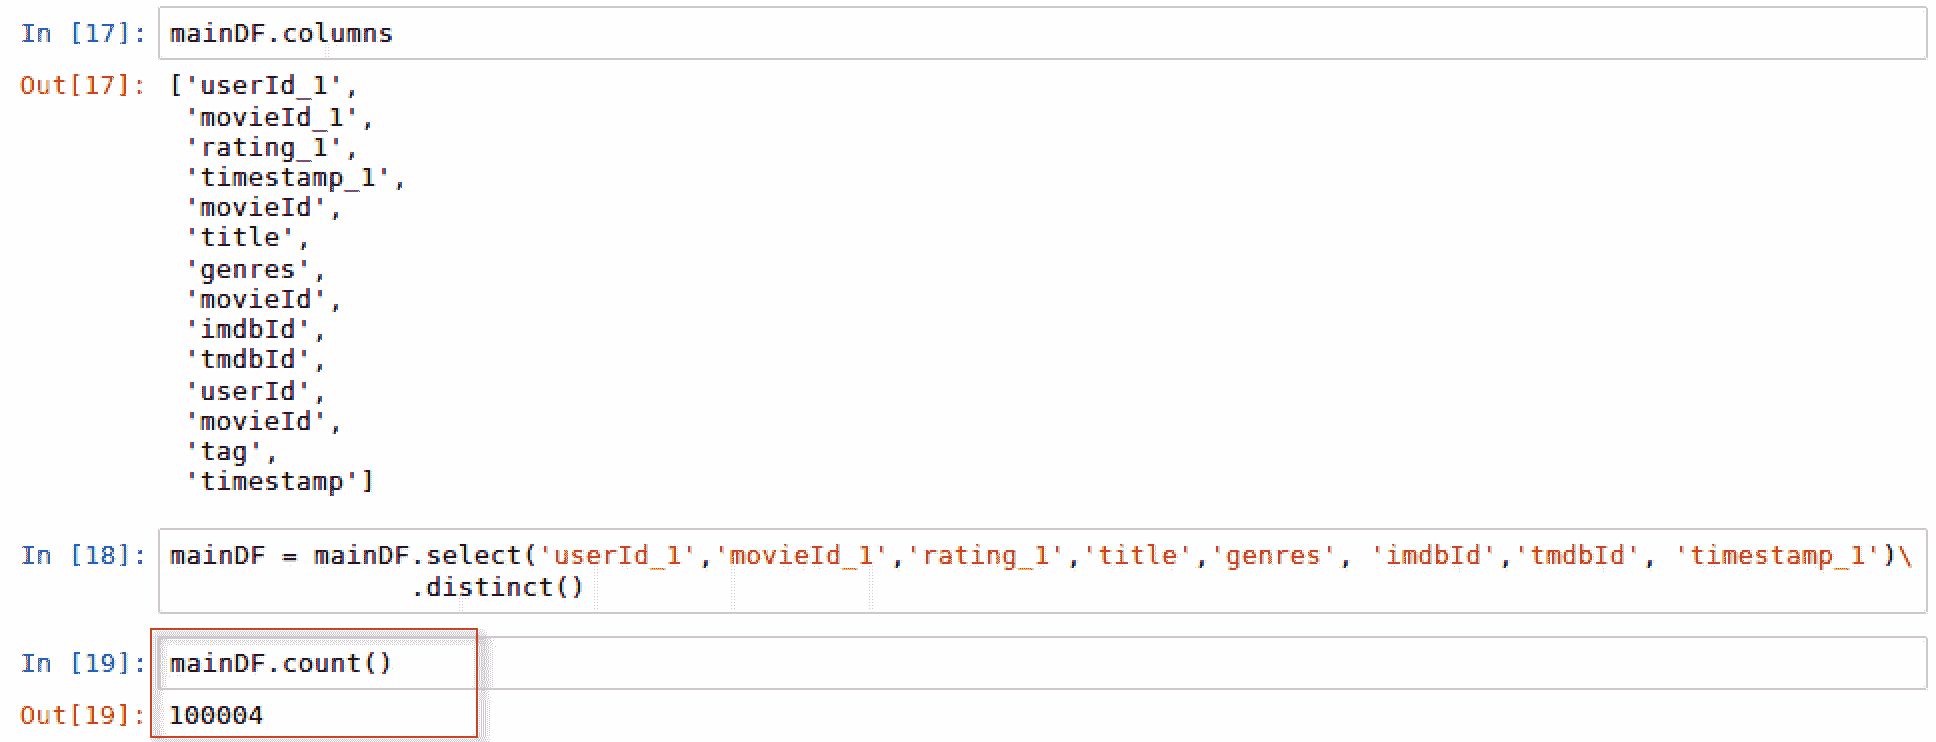 In [17]: mainDF.columns
Out[17]: ['userId_1',
'movieId_1',
'rating_1',
'timestamp_1',
'movieId',
'title',
'genres',
'movieId',
'imdbId',
'tmdbId',
'userId',
'movieId',
'tag',
'timestamp']
In [18]: mainDF = mainDF.select('userId_1','movieId_1','rating_1','title','genres', 'imdbId','tmdbId', 'timestamp_1')\
.distinct()
In [19]: mainDF.count()
Out[19]: 100004